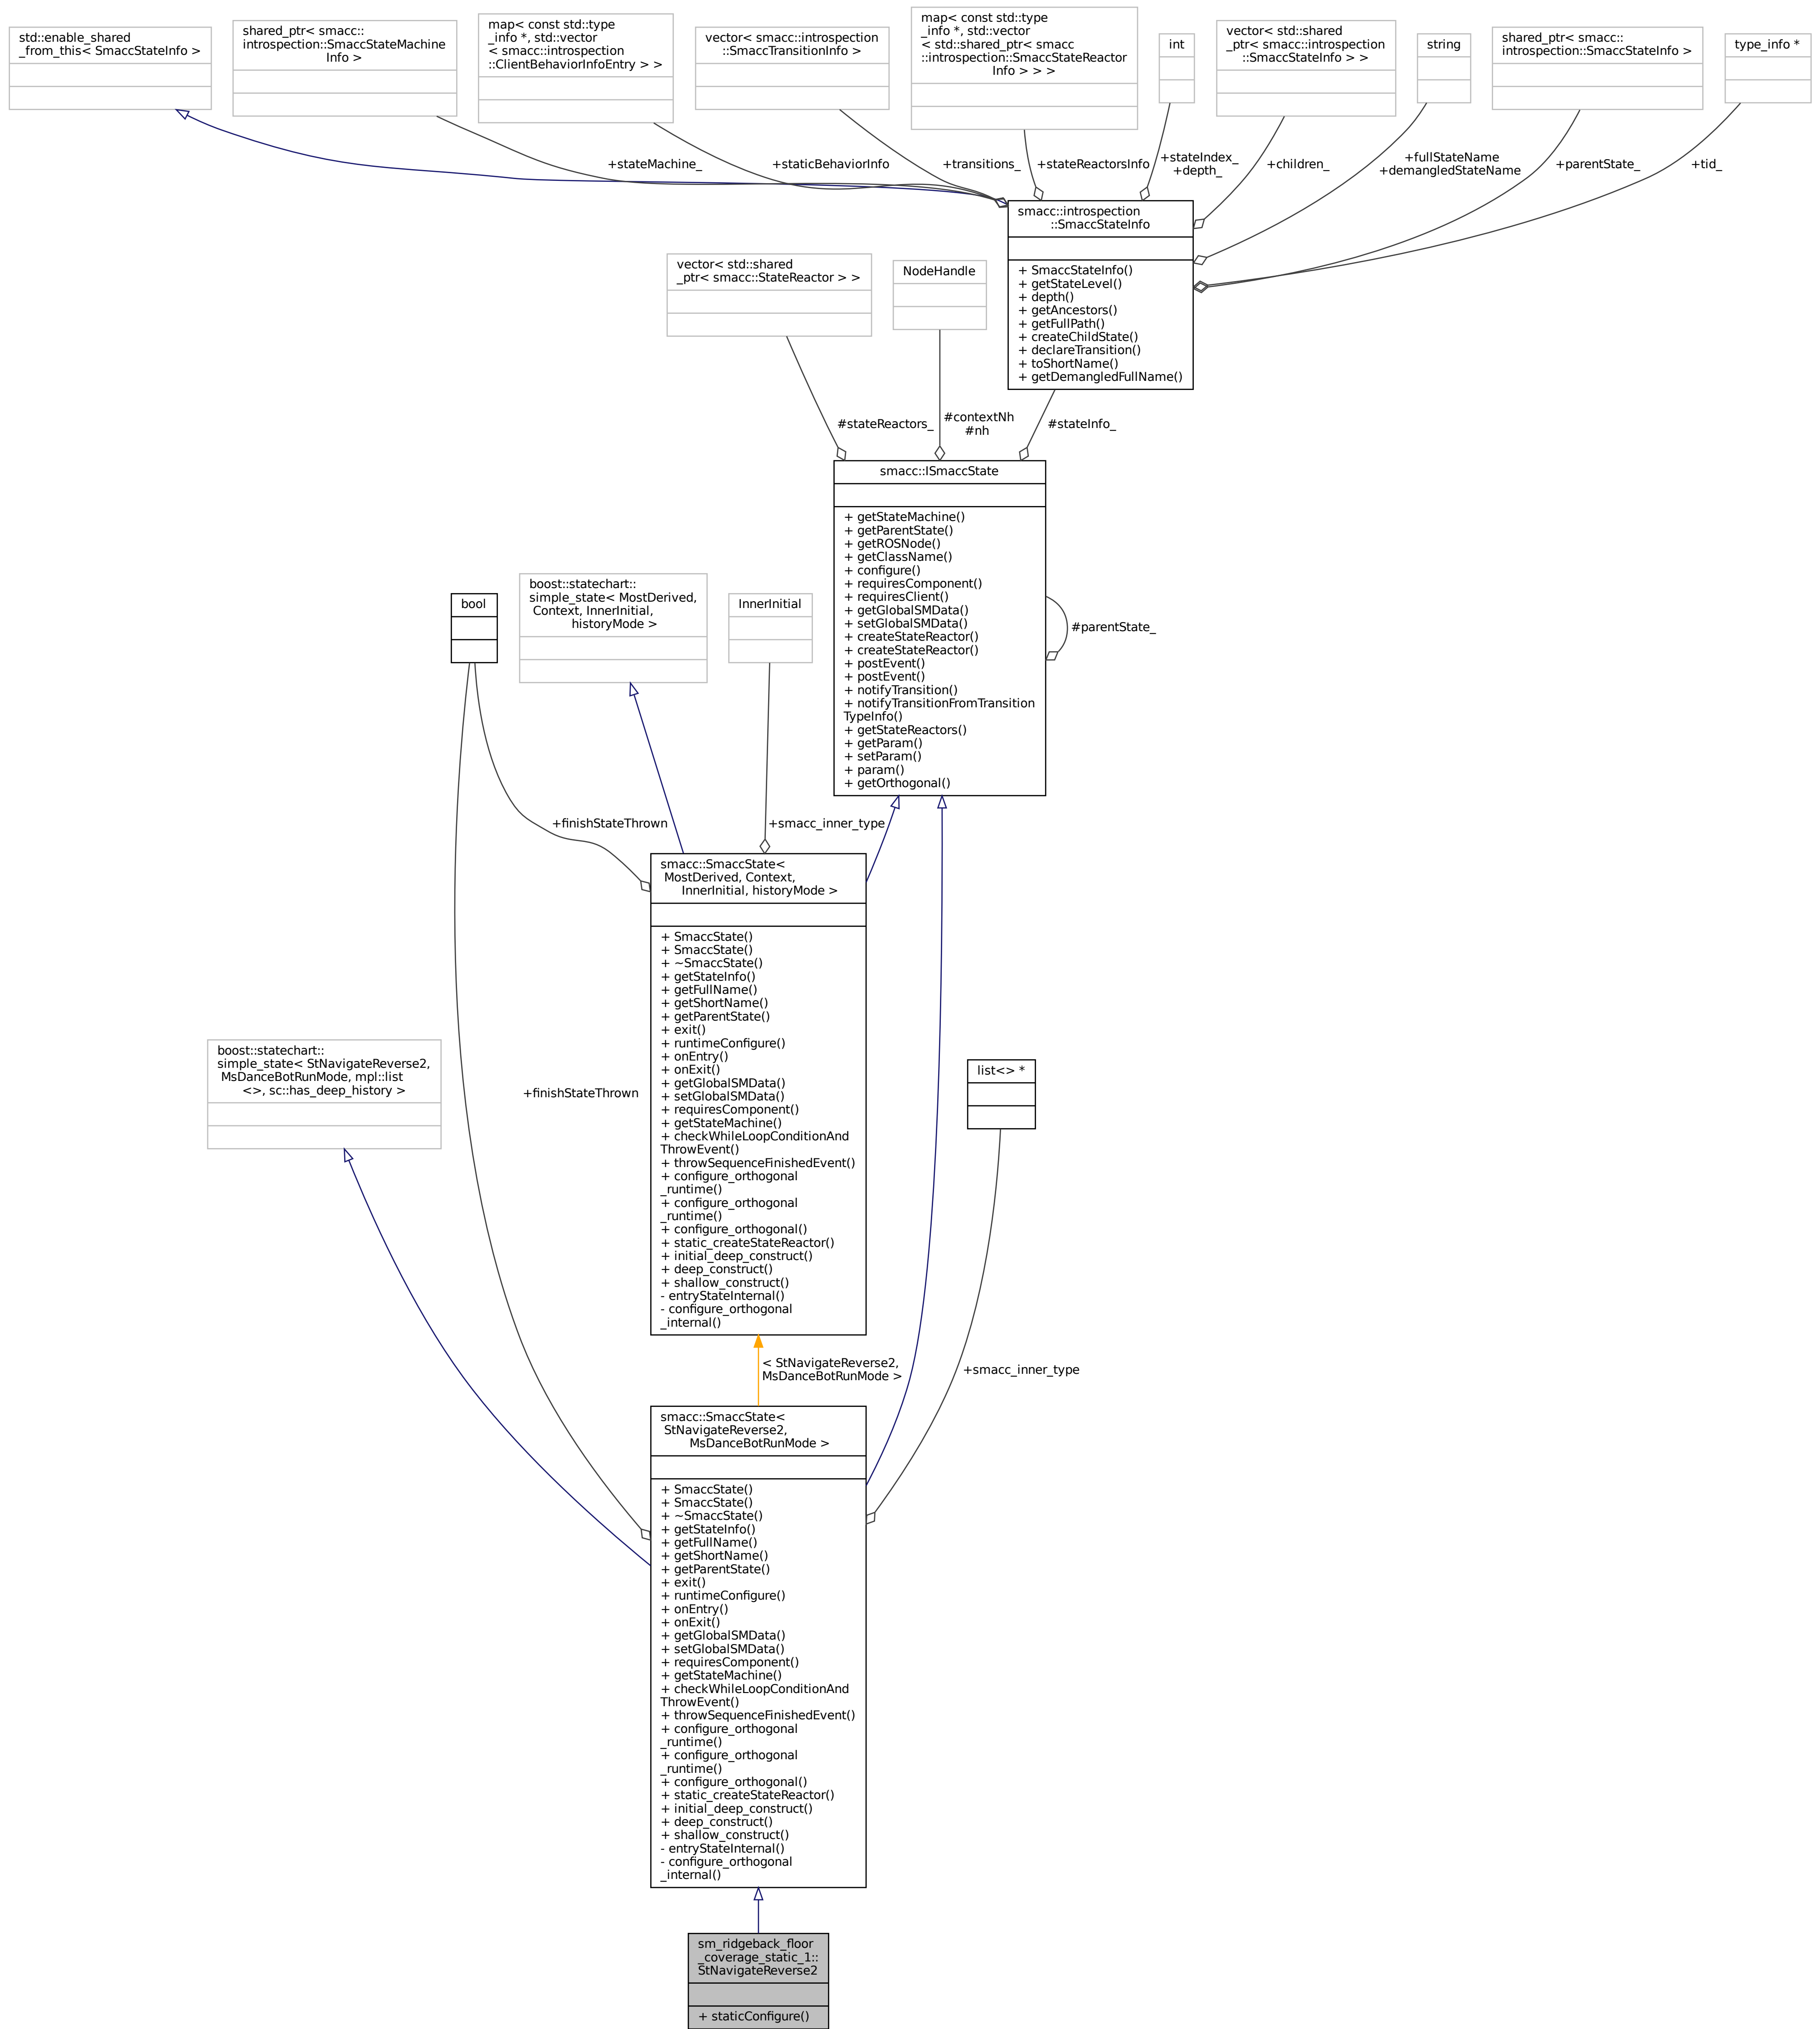 std::enable_shared
_from_this< SmaccStateInfo >
shared_ptr< smacc::
introspection::SmaccStateMachine
Info >
map< const std::type
_info *, std::vector
< smacc::introspection
::ClientBehaviorInfoEntry > >
vector< smacc::introspection
::SmaccTransitionInfo >
map< const std::type
_info *, std::vector
< std::shared_ptr< smacc
::introspection::SmaccStateReactor
Info > > >
int
vector< std::shared
_ptr< smacc::introspection
::SmaccStateInfo > >
string
shared_ptr< smacc::
introspection::SmaccStateInfo >
type_info *
+stateMachine_
+staticBehaviorInfo
+transitions_
+stateReactorsInfo
+stateIndex_
+depth_
+children_
+fullStateName
+demangledStateName
+parentState_
+tid_
smacc::introspection
::SmaccStateInfo
+ SmaccStateInfo()
+ getStateLevel()
+ depth()
+ getAncestors()
+ getFullPath()
+ createChildState()
+ declareTransition()
+ toShortName()
+ getDemangledFullName()
vector< std::shared
_ptr< smacc::StateReactor > >
NodeHandle
#stateReactors_
#contextNh
#nh
#stateInfo_
smacc::ISmaccState
+ getStateMachine()
+ getParentState()
+ getROSNode()
+ getClassName()
+ configure()
+ requiresComponent()
+ requiresClient()
+ getGlobalSMData()
+ setGlobalSMData()
+ createStateReactor()
+ createStateReactor()
+ postEvent()
+ postEvent()
+ notifyTransition()
+ notifyTransitionFromTransition
TypeInfo()
+ getStateReactors()
+ getParam()
+ setParam()
+ param()
+ getOrthogonal()
#parentState_
bool
boost::statechart::
simple_state< MostDerived,
Context, InnerInitial,
historyMode >
InnerInitial
+finishStateThrown
+smacc_inner_type
smacc::SmaccState<
MostDerived, Context,
InnerInitial, historyMode >
+ SmaccState()
+ SmaccState()
+ ~SmaccState()
+ getStateInfo()
+ getFullName()
+ getShortName()
+ getParentState()
+ exit()
+ runtimeConfigure()
+ onEntry()
+ onExit()
+ getGlobalSMData()
+ setGlobalSMData()
+ requiresComponent()
+ getStateMachine()
+ checkWhileLoopConditionAnd
ThrowEvent()
+ throwSequenceFinishedEvent()
+ configure_orthogonal
_runtime()
+ configure_orthogonal
_runtime()
+ configure_orthogonal()
+ static_createStateReactor()
+ initial_deep_construct()
+ deep_construct()
+ shallow_construct()
- entryStateInternal()
- configure_orthogonal
_internal()
boost::statechart::
simple_state< StNavigateReverse2,
MsDanceBotRunMode, mpl::list
<>, sc::has_deep_history >
+finishStateThrown
list<> *
< StNavigateReverse2,
MsDanceBotRunMode >
+smacc_inner_type
smacc::SmaccState<
StNavigateReverse2,
MsDanceBotRunMode >
+ SmaccState()
+ SmaccState()
+ ~SmaccState()
+ getStateInfo()
+ getFullName()
+ getShortName()
+ getParentState()
+ exit()
+ runtimeConfigure()
+ onEntry()
+ onExit()
+ getGlobalSMData()
+ setGlobalSMData()
+ requiresComponent()
+ getStateMachine()
+ checkWhileLoopConditionAnd
ThrowEvent()
+ throwSequenceFinishedEvent()
+ configure_orthogonal
_runtime()
+ configure_orthogonal
_runtime()
+ configure_orthogonal()
+ static_createStateReactor()
+ initial_deep_construct()
+ deep_construct()
+ shallow_construct()
- entryStateInternal()
- configure_orthogonal
_internal()
sm_ridgeback_floor
_coverage_static_1::
StNavigateReverse2
+ staticConfigure()